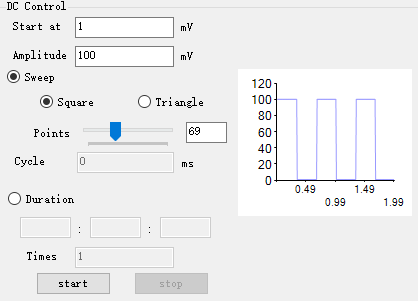 DC Control
Start at 1 mV
Amplitude 100 mV
Sweep
Square Triangle
Points 69
Cycle 0 ms
Duration
: :
Times 1
start stop
120
100
80
60
40
20
0
0.49 1.49
0.99 1.99